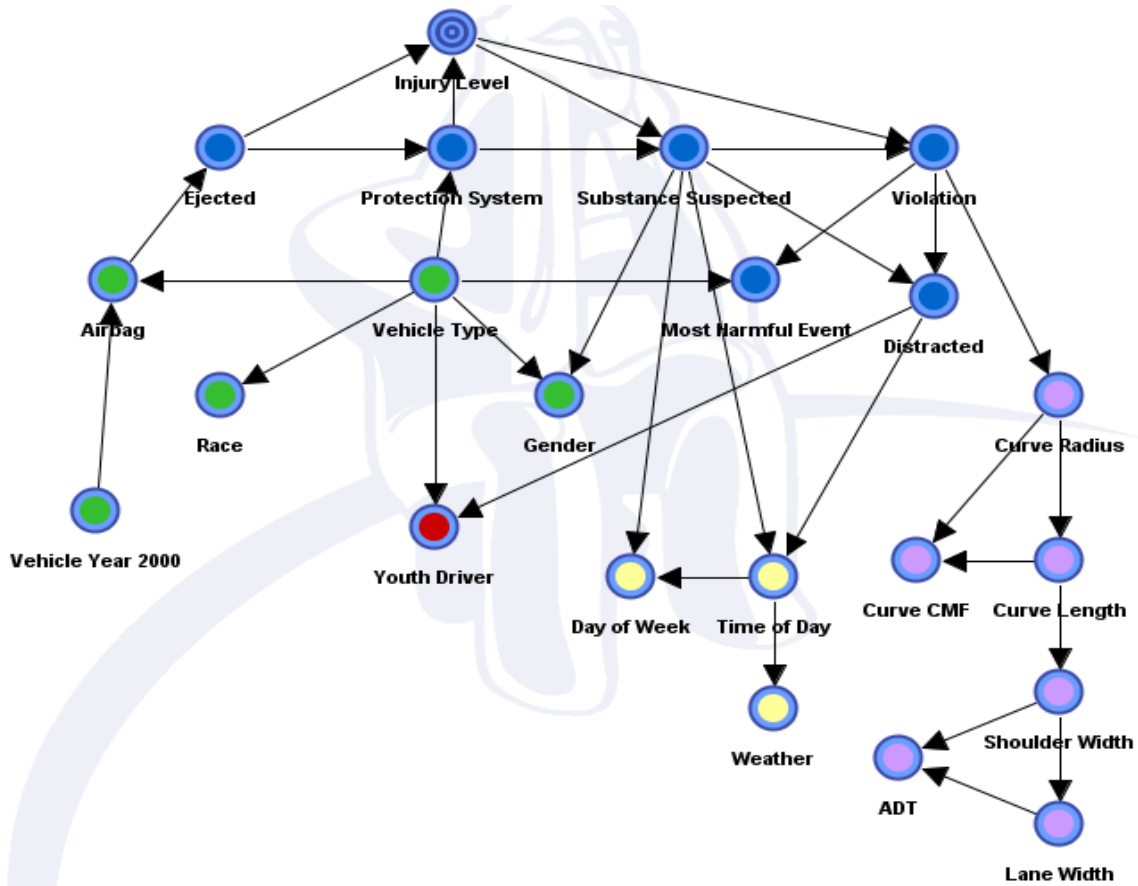 Injury Level
Ejected
Protection System
Substance Suspected
Violation
Airbag
Vehicle Type
Most Harmful Event
Distracted
Race
Gender
Curve Radius
Vehicle Year 2000
Youth Driver
Day of Week
Time of Day
Curve CMF
Curve Length
Shoulder Width
Weather
ADT
Lane Width